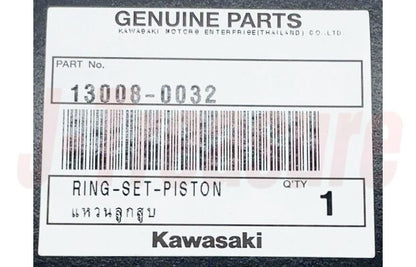 GENUINE PARTS
KAWASAKI MOTORS ENTERPRISE(THAILAND) CO.,LTD.
PART No.
13008-0032
RING-SET-PISTON
Q'TY
แหวนลูกสูบ
1
Kawasaki